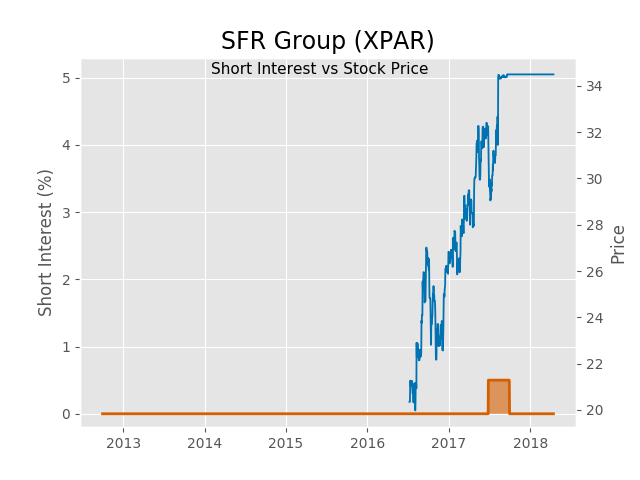 SFR Group (XPAR)
Short Interest vs Stock Price
Short Interest (%)
5
4
3
2
1
0
34
32
30
28
26
24
22
20
Price
2013 2014 2015 2016 2017 2018